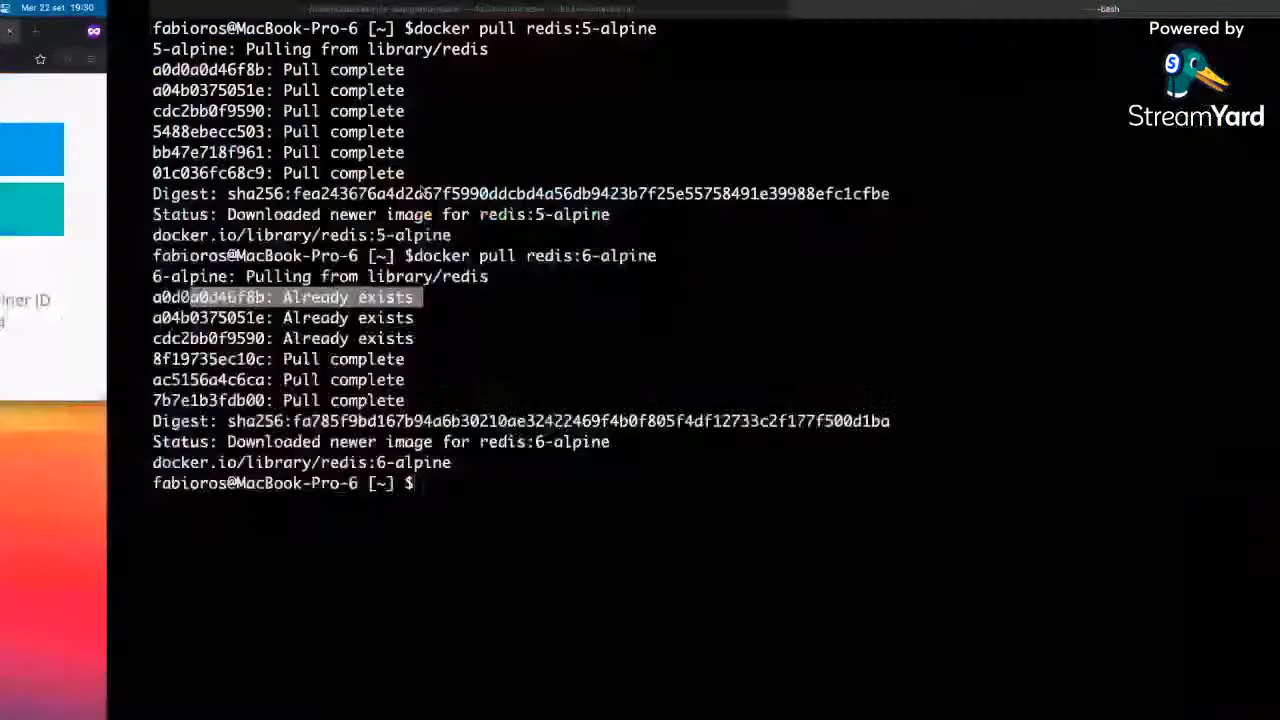 Mer 22 set. 19:30
-bash
fabioros@MacBook-Pro-6 [~] $docker pull redis:5-alpine
5-alpine: Pulling from library/redis
a0d0a0d46f8b: Pull complete
a04b0375051e: Pull complete
cdc2bb0f9590: Pull complete
5488ebecc503: Pull complete
bb47e718f961: Pull complete
01c036fc68c9: Pull complete
Digest: sha256:fea243676a4d2a67f5990ddcbd4a56db9423b7f25e55758491e39988efc1cfbe
Status: Downloaded newer image for redis:5-alpine
docker.io/library/redis:5-alpine
fabioros@MacBook-Pro-6 [~] $docker pull redis:6-alpine
6-alpine: Pulling from library/redis
a0d0a0d46f8b: Already exists
a04b0375051e: Already exists
cdc2bb0f9590: Already exists
8f19735ec10c: Pull complete
ac5156a4c6ca: Pull complete
7b7e1b3fdb00: Pull complete
Digest: sha256:fa785f9bd167b94a6b30210ae32422469f4b0f805f4df12733c2f177f500d1ba
Status: Downloaded newer image for redis:6-alpine
docker.io/library/redis:6-alpine
fabioros@MacBook-Pro-6 [~] $
iner ID
Powered by
StreamYard